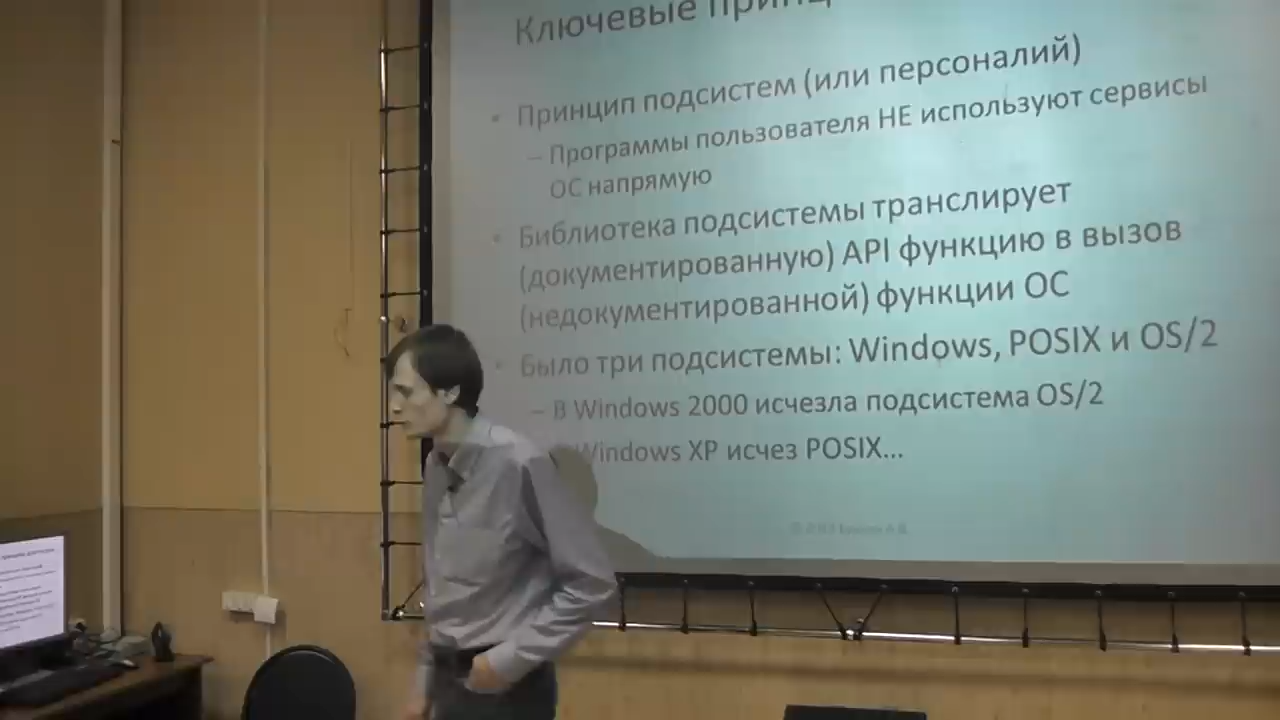 Ключевые
• Принцип подсистем (или персоналий)
– Программы пользователя НЕ используют сервисы
ОС напрямую
• Библиотека подсистемы транслирует
(документированную) API функцию в вызов
(недокументированной) функции ОС
• Было три подсистемы: Windows, POSIX и OS/2
– В Windows 2000 исчезла подсистема OS/2
Windows XP исчез POSIX...